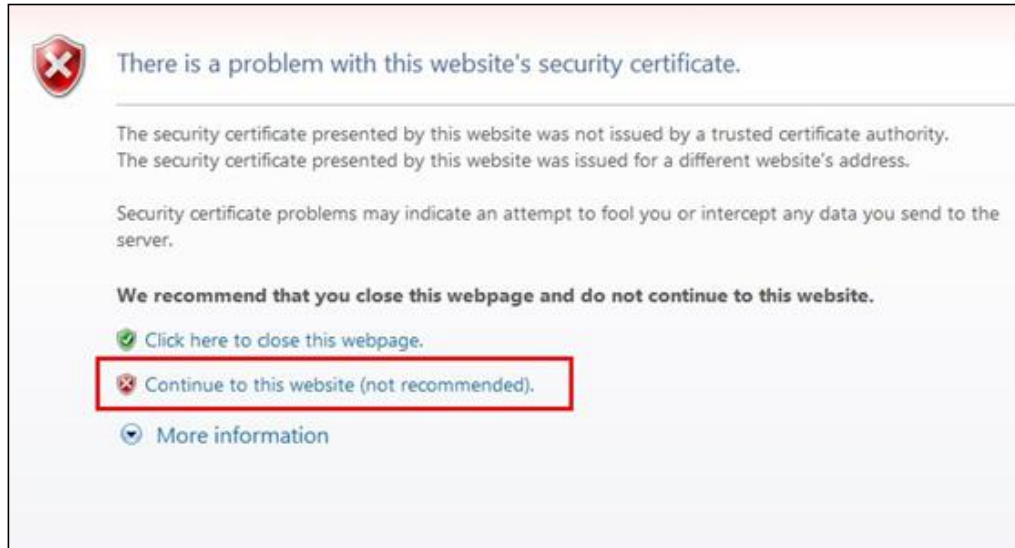 There is a problem with this website's security certificate.
The security certificate presented by this website was not issued by a trusted certificate authority.
The security certificate presented by this website was issued for a different website's address.
Security certificate problems may indicate an attempt to fool you or intercept any data you send to the
server.
We recommend that you close this webpage and do not continue to this website.
Click here to close this webpage.
Continue to this website (not recommended).
More information